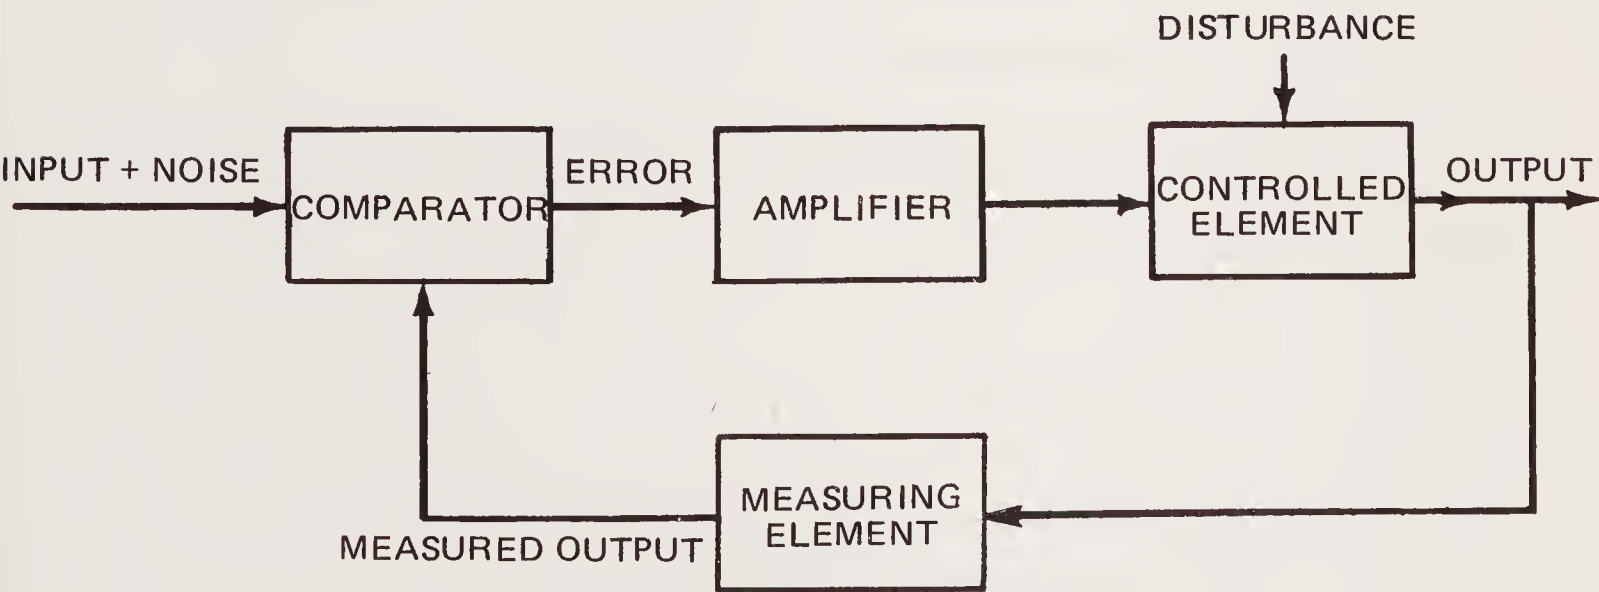 DISTURBANCE
INPUT + NOISE
COMPARATOR
ERROR
AMPLIFIER
CONTROLLED
ELEMENT
OUTPUT
MEASURING
ELEMENT
MEASURED OUTPUT